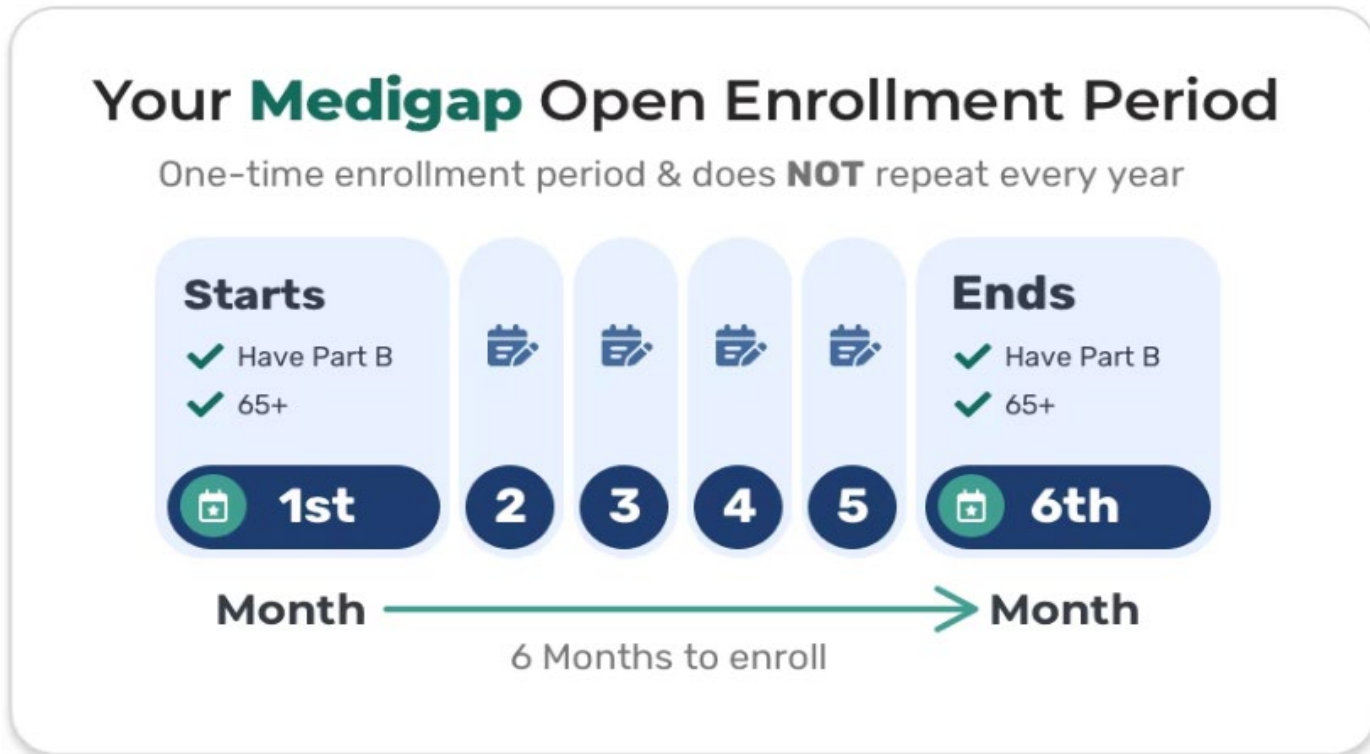 Your Medigap Open Enrollment Period
One-time enrollment period & does NOT repeat every year
Starts
Have Part B
65+
1st
2
3
4
5
Ends
Have Part B
65+
6th
Month
Month
6 Months to enroll